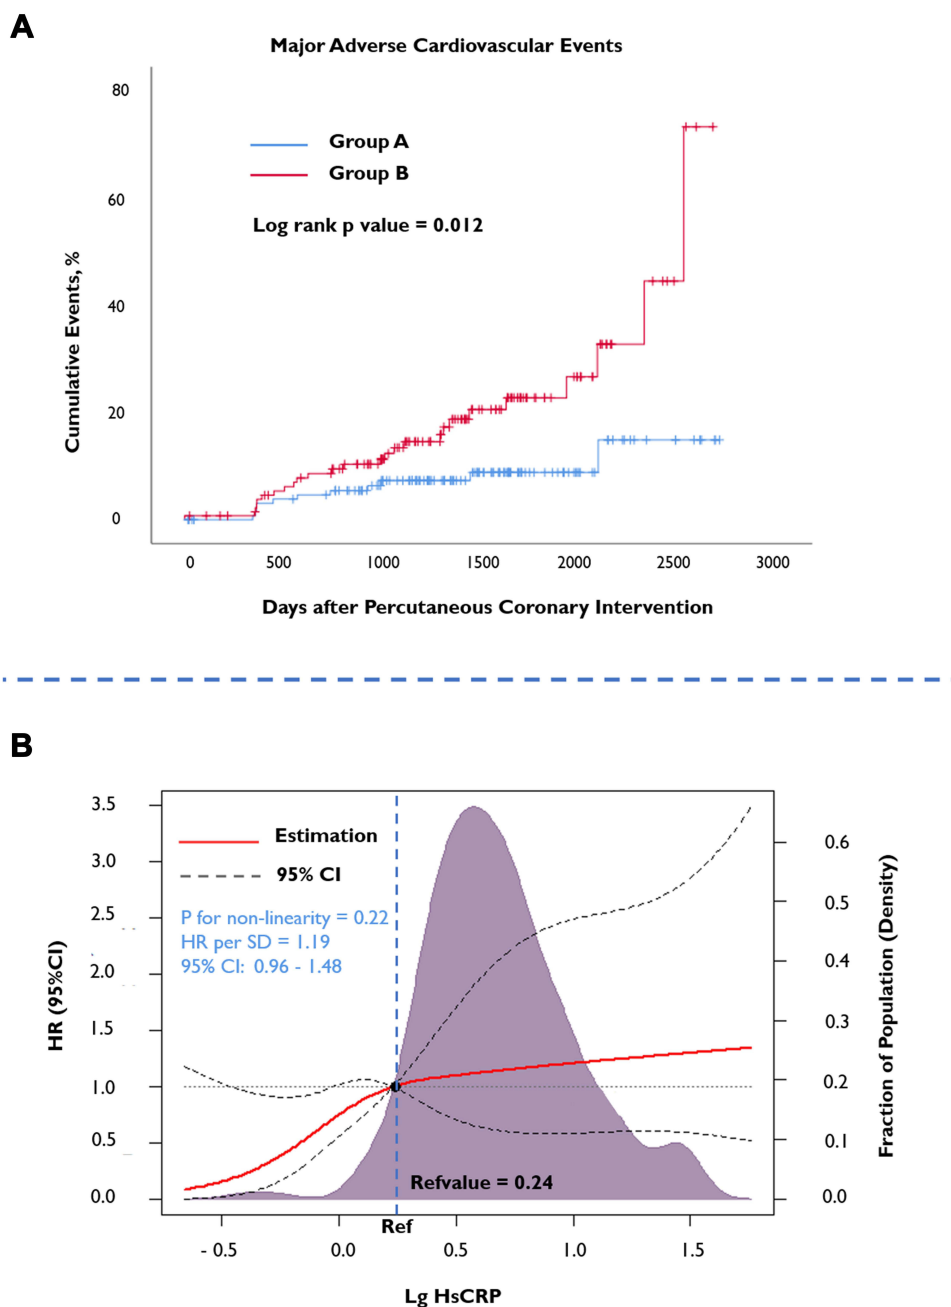 A
Major Adverse Cardiovascular Events
80
60
40
20
0
Group A
Group B
Log rank p value = 0.012
Cumulative Events, %
0 500 1000 1500 2000 2500 3000
Days after Percutaneous Coronary Intervention
B
3.5
3.0
2.5
2.0
1.5
1.0
0.5
0.0
HR (95%CI)
Estimation
95% CI
P for non-linearity = 0.22
HR per SD = 1.19
95% CI: 0.96 - 1.48
0.6
0.5
0.4
0.3
0.2
0.1
0.0
Fraction of Population (Density)
Refvalue = 0.24
Ref
- 0.5 0.0 0.5 1.0 1.5
Lg HsCRP